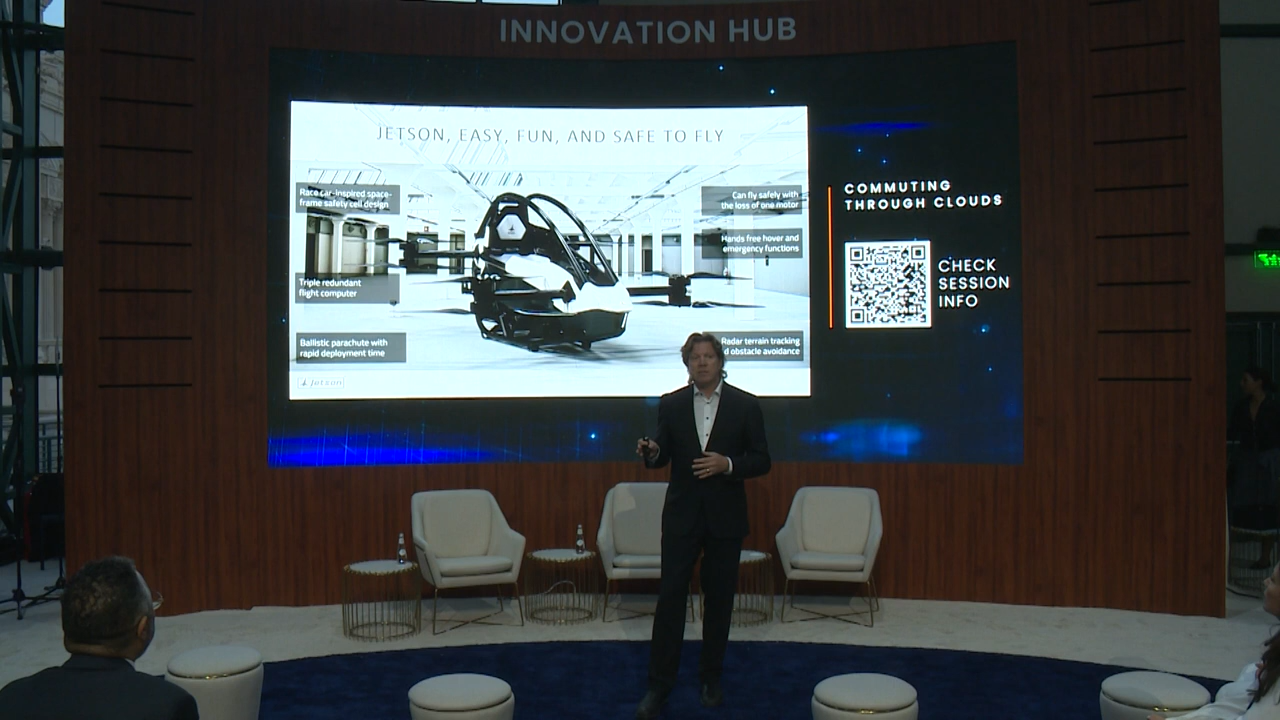 INNOVATION HUB
JETSON, EASY, FUN, AND SAFE TO FLY
Race car-inspired space-
frame safety cell design
Triple redundant
flight computer
Ballistic parachute with
rapid deployment time
Can fly safely with
the loss of one motor
Hands free hover and
emergency functions
Radar terrain tracking
d obstacle avoidance
Jetson
COMMUTING
THROUGH CLOUDS
CHECK
SESSION
INFO